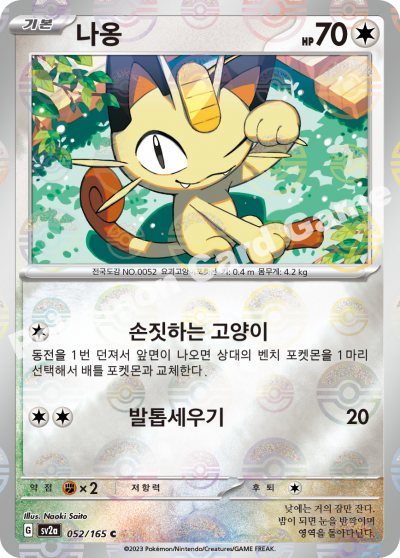 기본 나옹 HP 70
전국도감 NO.0052 요괴고양이포켓몬 키: 0.4 m 몸무게: 4.2 kg
Pokémon Card Game
손짓하는 고양이
동전을 1번 던져서 앞면이 나오면 상대의 벤치 포켓몬을 1마리
선택해서 배틀 포켓몬과 교체한다.
발톱세우기 20
약점 ×2 저항력 후퇴
Illus. Naoki Saito
G sv2a 052/165 C
낮에는 거의 잠만 잔다.
밤이 되면 눈을 반짝이며
영역을 돌아다닌다.
©2023 Pokémon/Nintendo/Creatures/GAME FREAK.